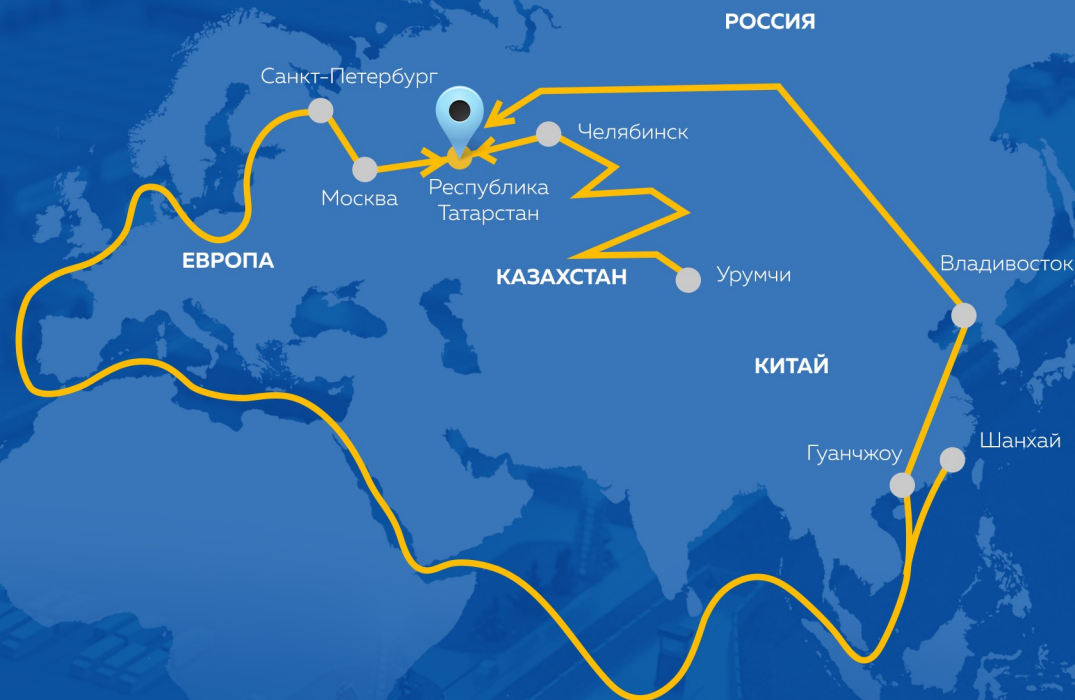 РОССИЯ
Санкт-Петербург
Челябинск
Москва
Республика
Татарстан
ЕВРОПА
КАЗАХСТАН
Урумчи
Владивосток
КИТАЙ
Гуанчжоу
Шанхай